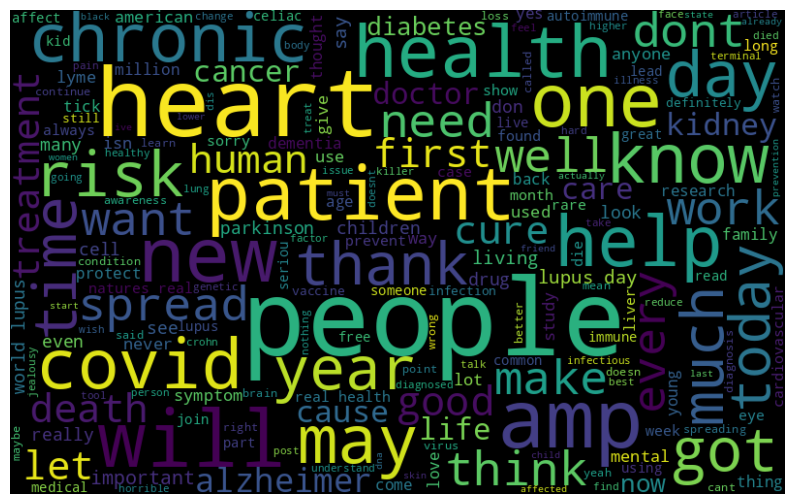 black change american celiac
affect kid
chronic
say yes autoimmune
health
diabetes
dont
face state article
already
loss feel higher died
long
pain body thought called
million
cancer
lyme
continue tick
still
doctor
show
anyone
lead
illness terminal
day
definitely
watch
heart
dis treat lower live
give
don live
need
one
hard
kidney
always isn sorry dementia
found great
many
human
use
first
well
know
healthy
women going
issue killer doesnt case
back
actually
prevention
risk
treatment
awareness lung
patient
age
month rare
used
look
care
research
work
must
want
parkinson children
factor prevent way
cure
take
family
time
cell
condition protect
natures real genetic
new
thank
serious
living
drug
die
help
friend mean
read
start
lupus day
world lupus
spread
wish said
see lupus
vaccine
someone infection
study
liver
immune
reduce
every
much
today
cardiovascular
even never crohn
nothing
free
people
wrong
better
common infectious
doesn best
last
diagnosis
young
jealousy
covid
year
point talk
diagnosed lot
make
tool person brain
real health
death
symptom
cause
good
eye
really
join right
part
will
may
virus
life
amp
spreading
week
mental
got
maybe
let
important
post
dna
understand
love
think
skin child
using
yeah
now
cant thing
medical horrible
alzheimer
come
affected find